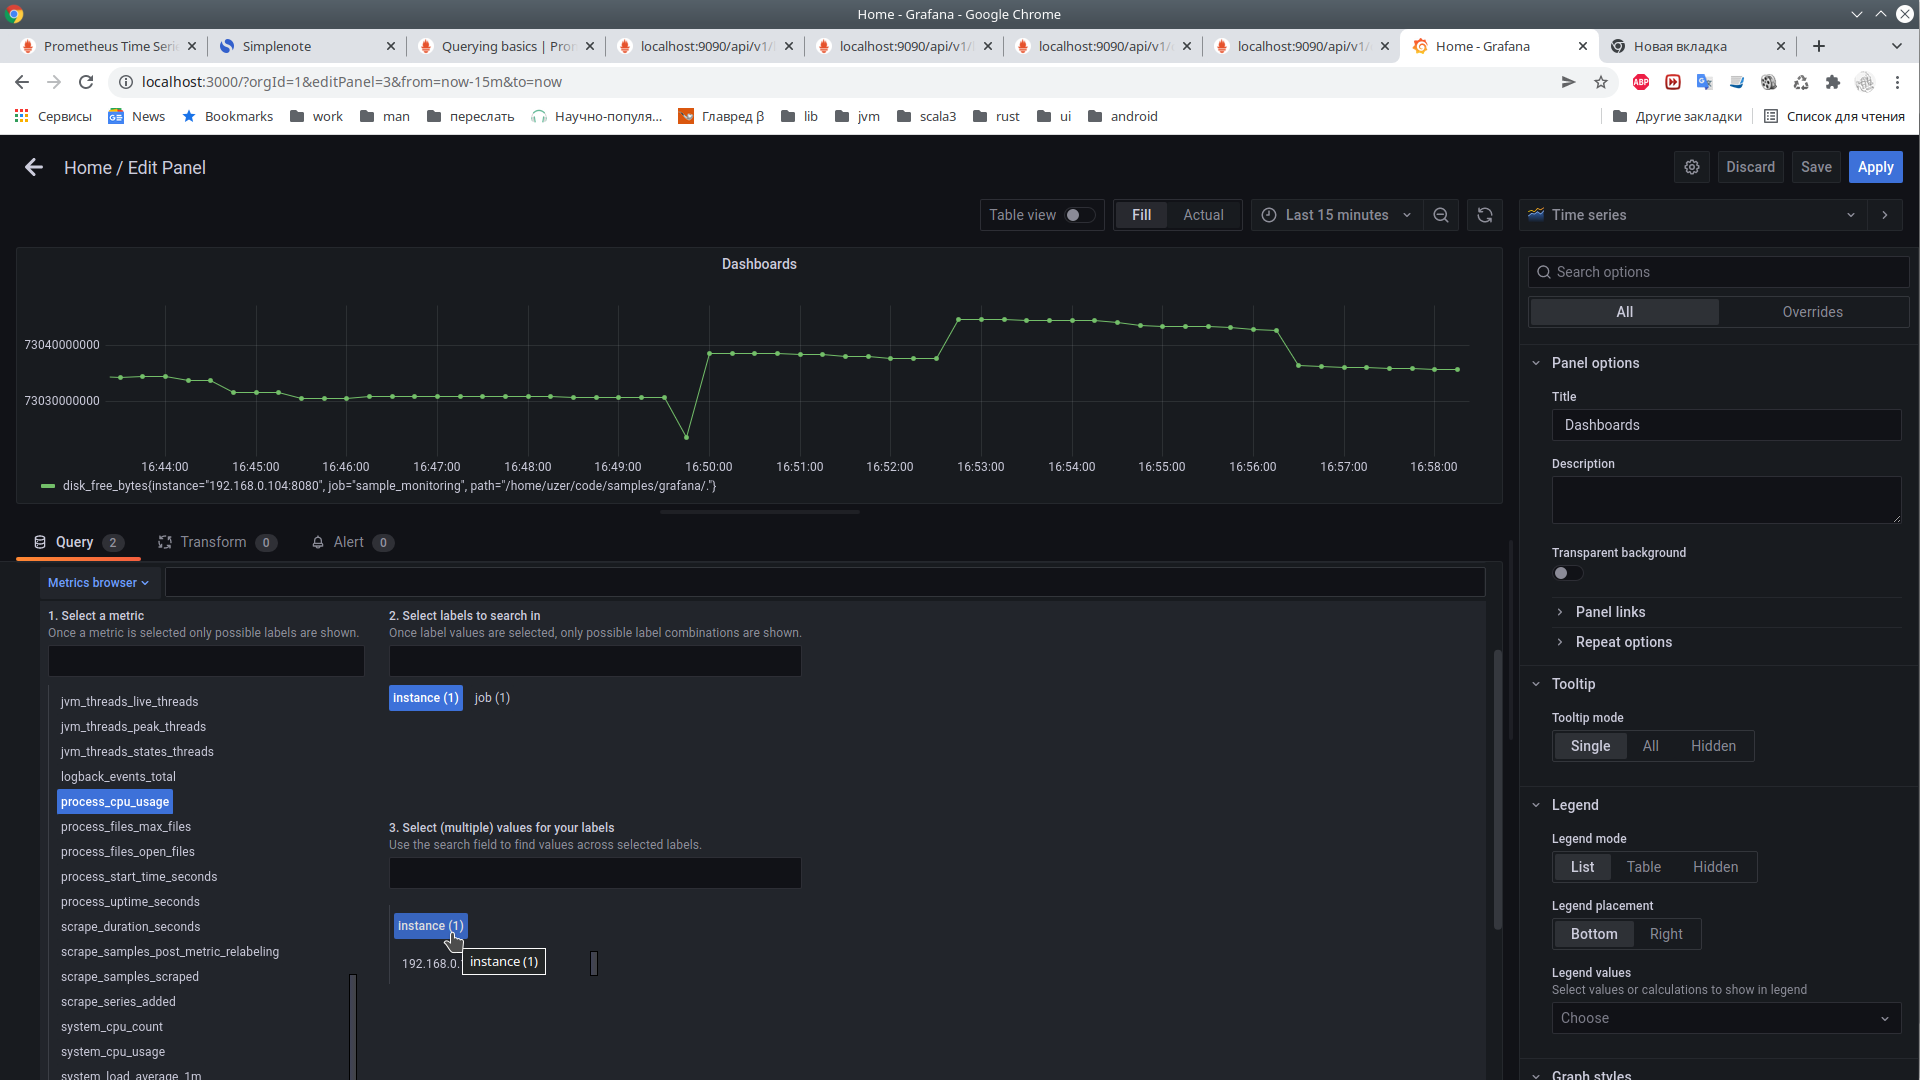 Home - Grafana - Google Chrome
Prometheus Time Seri
Simplenote
Querying basics | Pro
localhost:9090/api/v1/
localhost:9090/api/v1/
localhost:9090/api/v1/
localhost:9090/api/v1/
Home - Grafana
Новая вкладка
localhost:3000/?orgId=1&editPanel=3&from=now-15m&to=now
ABP
Сервисы
News
Bookmarks
work
man
переслать
Научно-популя...
Главред β
lib
jvm
scala3
rust
ui
android
Другие закладки
Список для чтения
Home / Edit Panel
Discard
Save
Apply
Table view
Fill
Actual
Last 15 minutes
Time series
Dashboards
73040000000
73030000000
16:44:00
16:45:00
16:46:00
16:47:00
16:48:00
16:49:00
16:50:00
16:51:00
16:52:00
16:53:00
16:54:00
16:55:00
16:56:00
16:57:00
16:58:00
disk_free_bytes{instance="192.168.0.104:8080", job="sample_monitoring", path="/home/uzer/code/samples/grafana/."}
Query 2
Transform 0
Alert 0
Metrics browser
1. Select a metric
Once a metric is selected only possible labels are shown.
jvm_threads_live_threads
jvm_threads_peak_threads
jvm_threads_states_threads
logback_events_total
process_cpu_usage
process_files_max_files
process_files_open_files
process_start_time_seconds
process_uptime_seconds
scrape_duration_seconds
scrape_samples_post_metric_relabeling
scrape_samples_scraped
scrape_series_added
system_cpu_count
system_cpu_usage
system_load_average_1m
2. Select labels to search in
Once label values are selected, only possible label combinations are shown.
instance (1)
job (1)
3. Select (multiple) values for your labels
Use the search field to find values across selected labels.
instance (1)
192.168.0.
instance (1)
Search options
All
Overrides
Panel options
Title
Dashboards
Description
Transparent background
Panel links
Repeat options
Tooltip
Tooltip mode
Single
All
Hidden
Legend
Legend mode
List
Table
Hidden
Legend placement
Bottom
Right
Legend values
Select values or calculations to show in legend
Choose
Graph styles